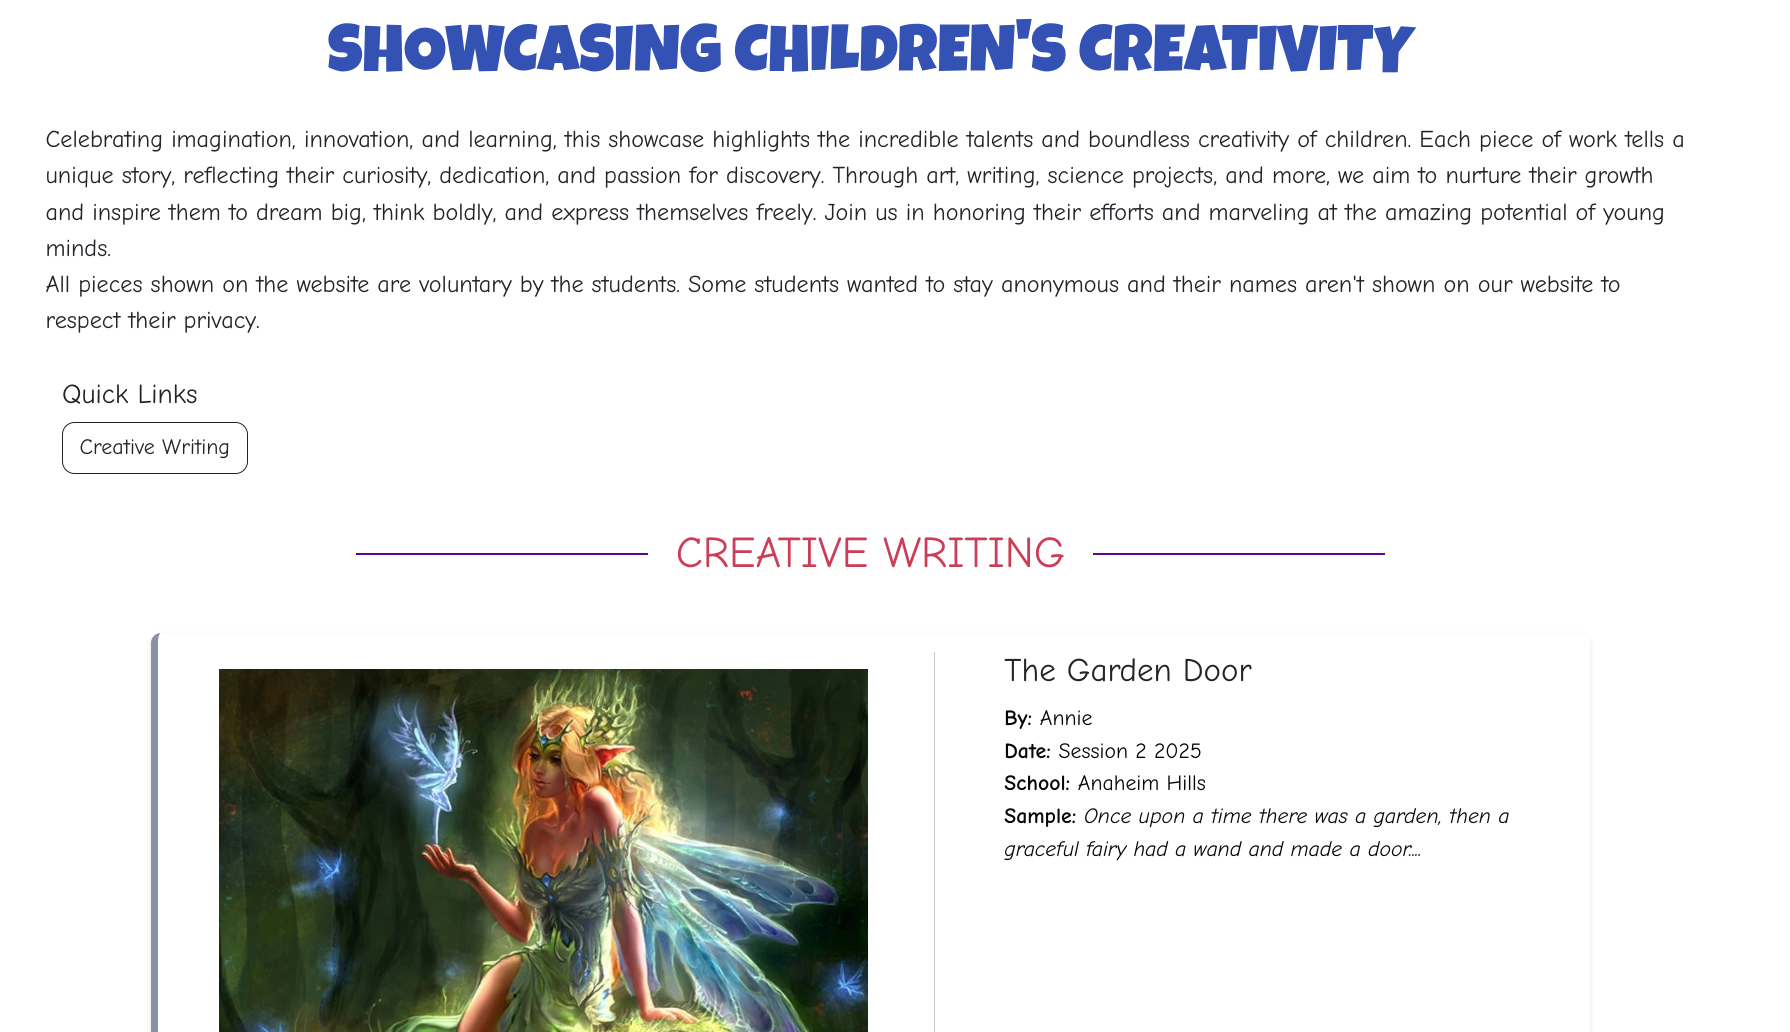 SHOWCASING CHILDREN'S CREATIVITY
Celebrating imagination, innovation, and learning, this showcase highlights the incredible talents and boundless creativity of children. Each piece of work tells a
unique story, reflecting their curiosity, dedication, and passion for discovery. Through art, writing, science projects, and more, we aim to nurture their growth
and inspire them to dream big, think boldly, and express themselves freely. Join us in honoring their efforts and marveling at the amazing potential of young
minds.
All pieces shown on the website are voluntary by the students. Some students wanted to stay anonymous and their names aren't shown on our website to
respect their privacy.
Quick Links
Creative Writing
CREATIVE WRITING
The Garden Door
By: Annie
Date: Session 2 2025
School: Anaheim Hills
Sample: Once upon a time there was a garden, then a
graceful fairy had a wand and made a door....